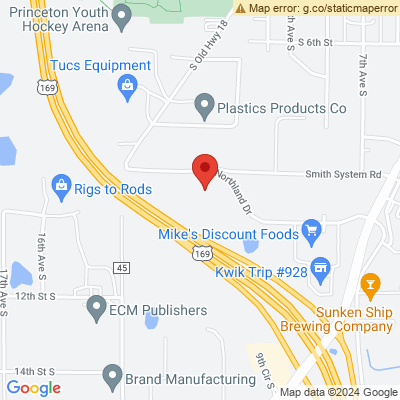 Princeton Youth
Hockey Arena
Map error: g.co/staticmaperror
S Old Hwy 18
S 6th St
7th Ave S
7th Ave S
Tucs Equipment
169
Plastics Products Co
Smith System Rd
Northland Dr
Rigs to Rods
Mike's Discount Foods
169
Kwik Trip #928
16th Ave S
17th Ave S
45
12th St S
ECM Publishers
Sunken Ship
Brewing Company
9th Cir S
14th St S
Brand Manufacturing
Google
Map data ©2024 Google